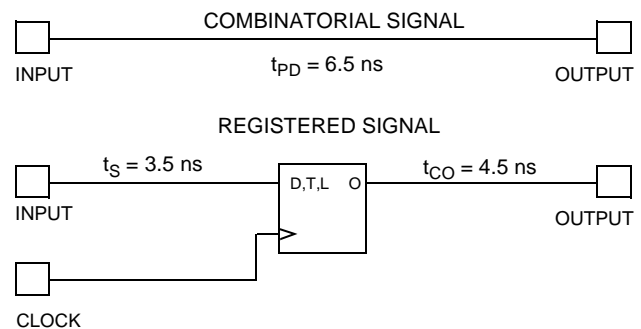 COMBINATORIAL SIGNAL
INPUT
tPD = 6.5 ns
OUTPUT
REGISTERED SIGNAL
tS = 3.5 ns
D,T,L O
tCO = 4.5 ns
INPUT
OUTPUT
CLOCK